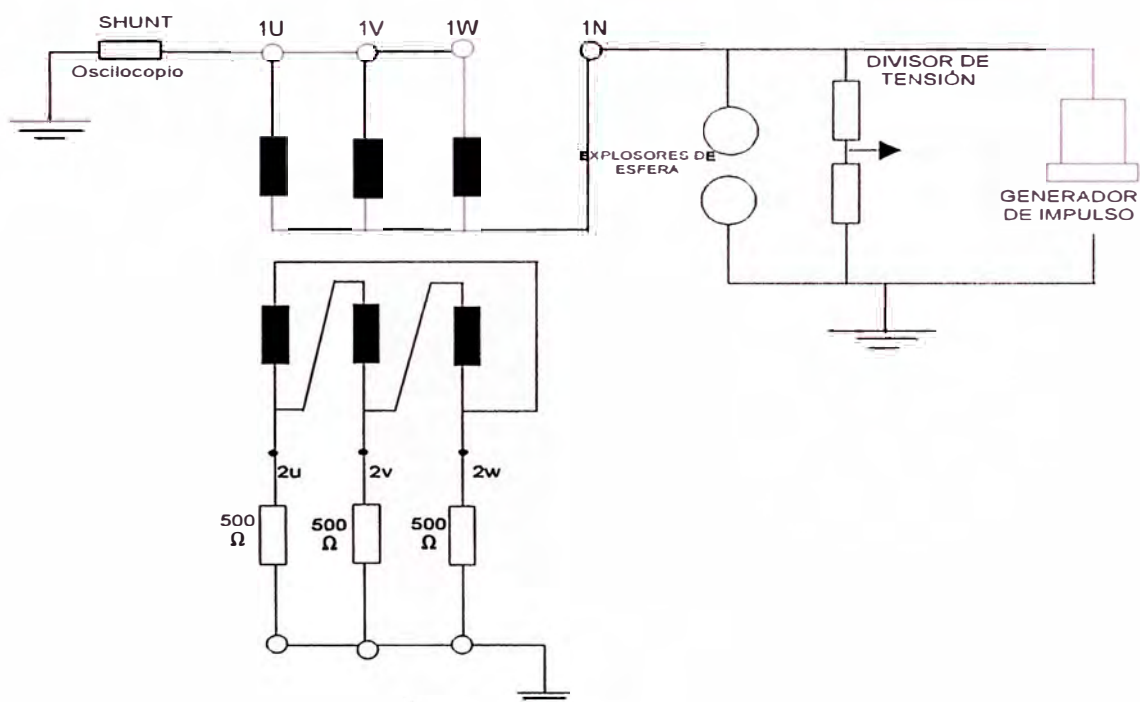 SHUNT
Oscilocopio
1U
1V
1W
1N
DIVISOR DE
TENSIÓN
EXPLOSORES DE
ESFERA
GENERADOR
DE IMPULSO
2u
2v
2w
500
Ω
500
Ω
500
Ω